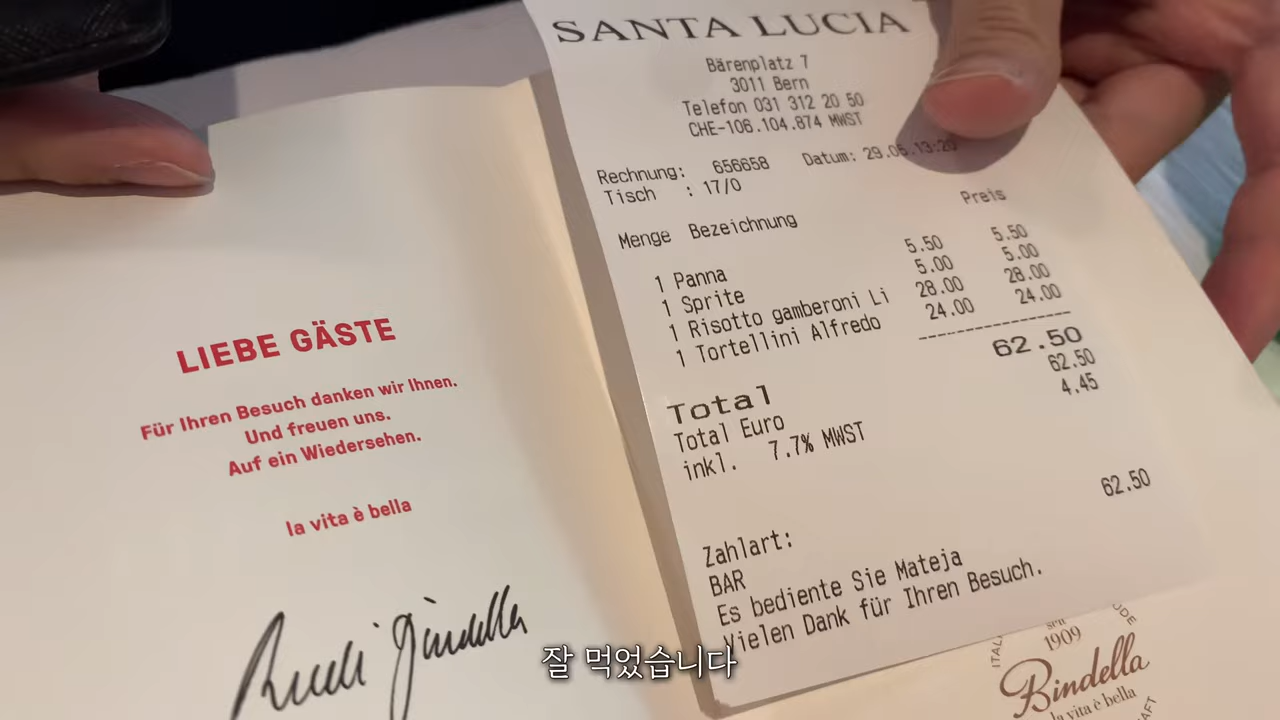 LIEBE GÄSTE
Für Ihren Besuch danken wir Ihnen.
Und freuen uns.
Auf ein Wiedersehen.
la vita è bella
Ruedi Bindella
SANTA LUCIA
Bärenplatz 7
3011 Bern
Telefon 031 312 20 50
CHE-106.104.874 MWST
Rechnung: 656658 Datum: 29.05.13:20
Tisch : 17/0
Menge Bezeichnung Preis
1 Panna 5.50 5.50
1 Sprite 5.00 5.00
1 Risotto gamberoni Li 28.00 28.00
1 Tortellini Alfredo 24.00 24.00
Total 62.50
Total Euro 62.50
inkl. 7.7% MWST 4.45
Zahlart:
BAR 62.50
Es bediente Sie Mateja
Vielen Dank für Ihren Besuch.
seit
1909
Bindella
la vita è bella
잘 먹었습니다